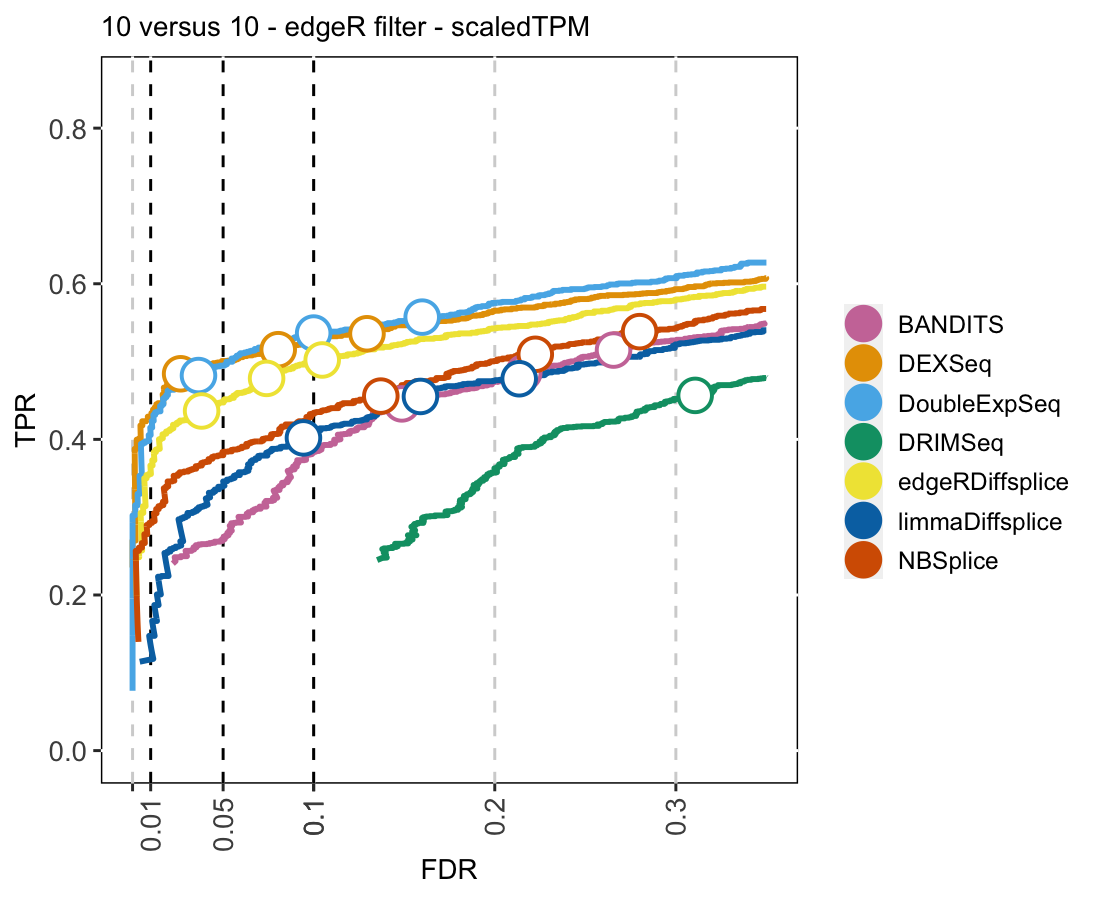 10 versus 10 - edgeR filter - scaledTPM
TPR
0.8
0.6
0.4
0.2
0.0
0.01
0.05
0.1
0.2
0.3
FDR
BANDITS
DEXSeq
DoubleExpSeq
DRIMSeq
edgeRDiffsplice
limmaDiffsplice
NBSplice